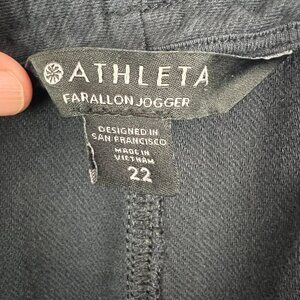 ATHLETA
FARALLON JOGGER
DESIGNED IN
SAN FRANCISCO
MADE IN
VIETNAM
22